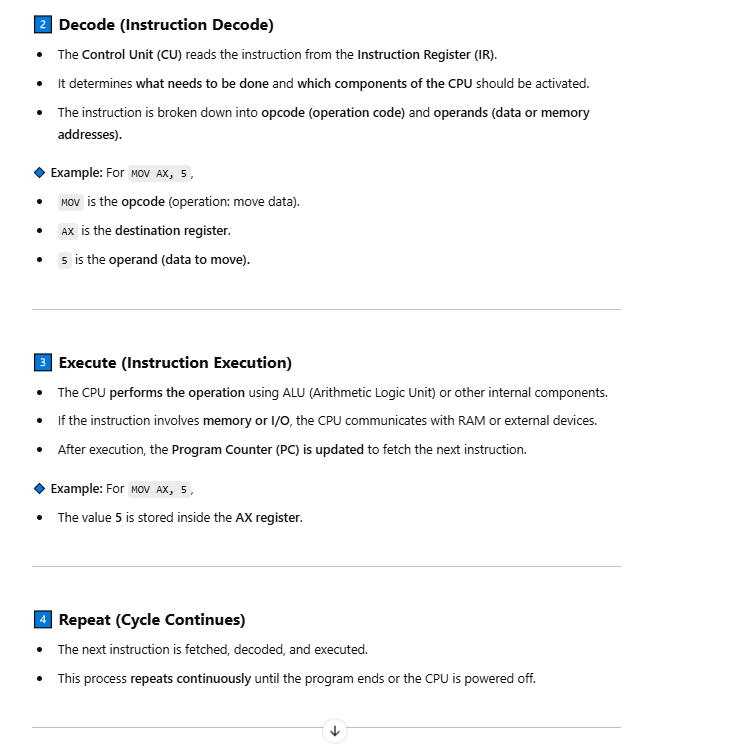 2 Decode (Instruction Decode)
• The Control Unit (CU) reads the instruction from the Instruction Register (IR).
• It determines what needs to be done and which components of the CPU should be activated.
• The instruction is broken down into opcode (operation code) and operands (data or memory
addresses).
Example: For MOV AX, 5,
• MOV is the opcode (operation: move data).
• AX is the destination register.
• 5 is the operand (data to move).
3 Execute (Instruction Execution)
• The CPU performs the operation using ALU (Arithmetic Logic Unit) or other internal components.
• If the instruction involves memory or I/O, the CPU communicates with RAM or external devices.
• After execution, the Program Counter (PC) is updated to fetch the next instruction.
Example: For MOV AX, 5,
• The value 5 is stored inside the AX register.
4 Repeat (Cycle Continues)
• The next instruction is fetched, decoded, and executed.
• This process repeats continuously until the program ends or the CPU is powered off.